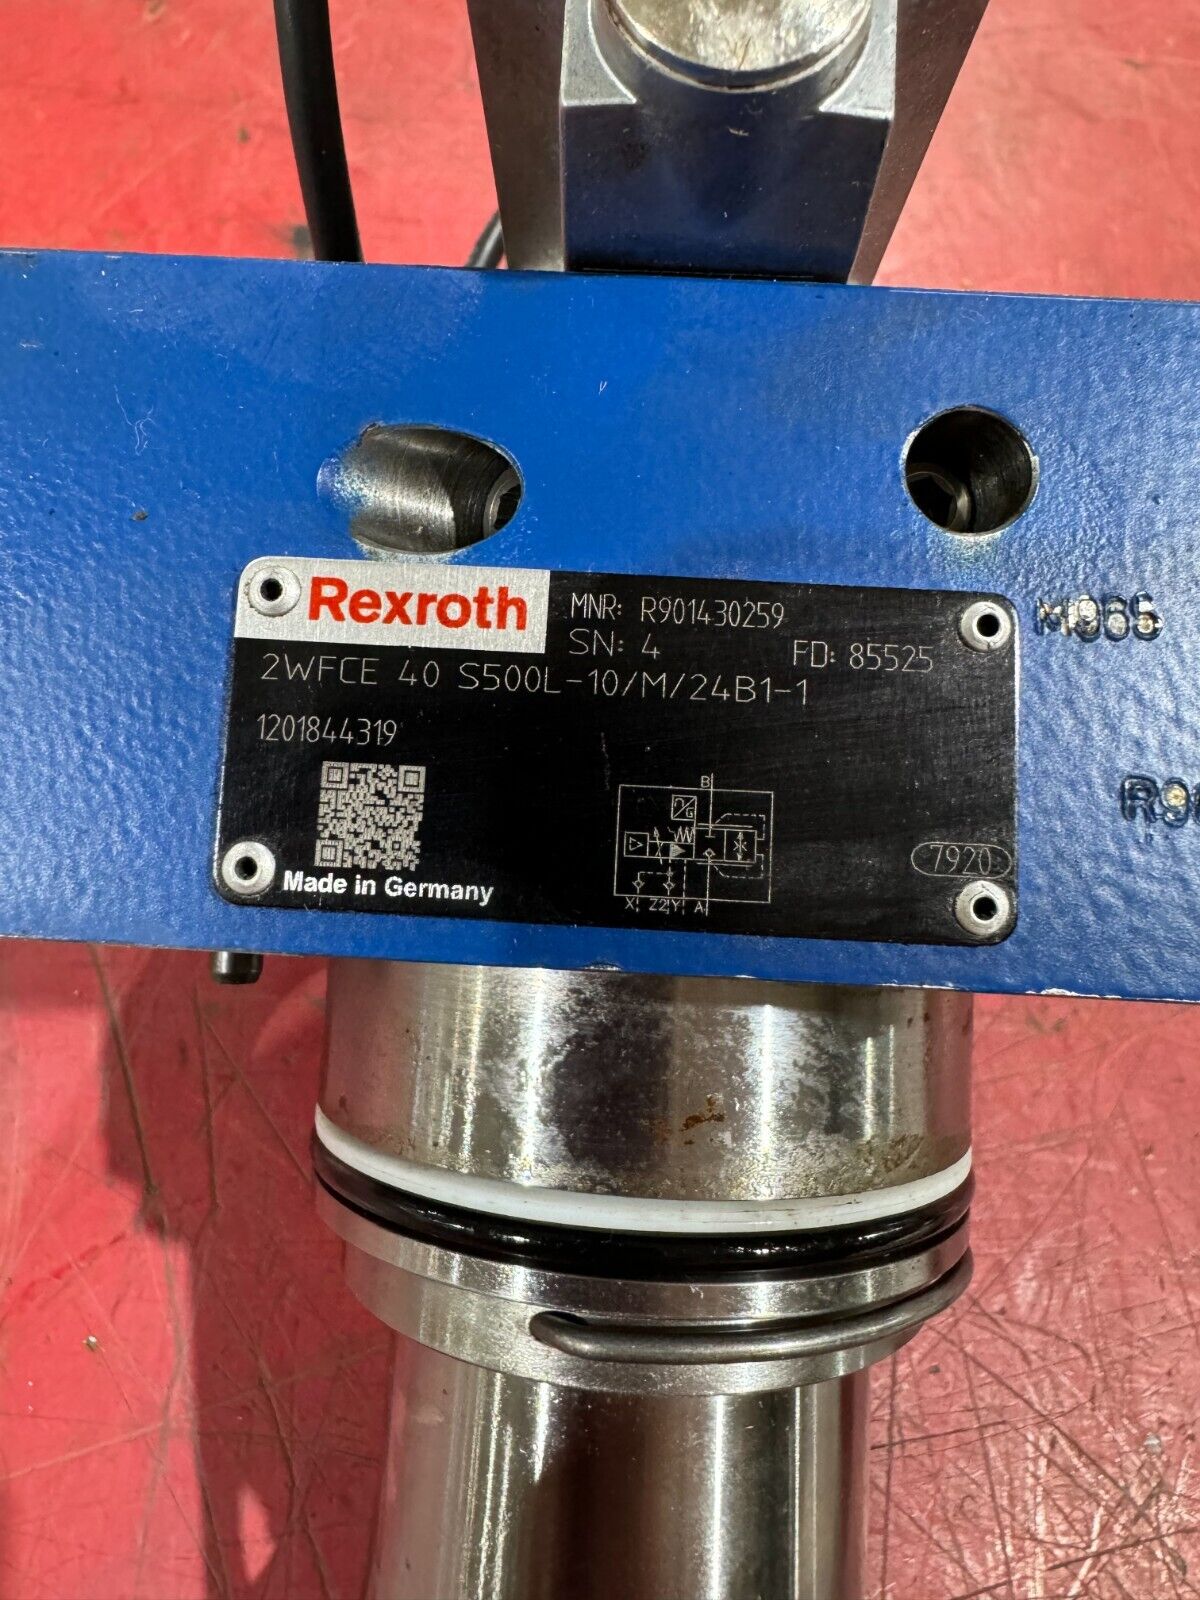 Rexroth
MNR: R901430259
SN: 4 FD: 85525
2WFCE 40 S500L-10/M/24B1-1
1201844319
Made in Germany
B
G
X Z2 Y A
7920